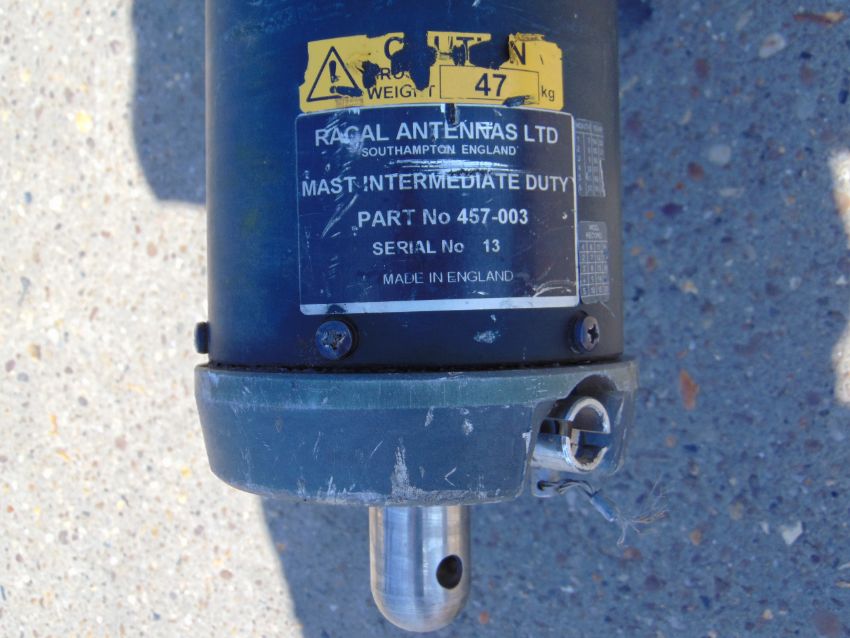 47
kg
RACAL ANTENNAS LTD
SOUTHAMPTON ENGLAND
MAST INTERMEDIATE DUTY
PART No 457-003
SERIAL No 13
MADE IN ENGLAND